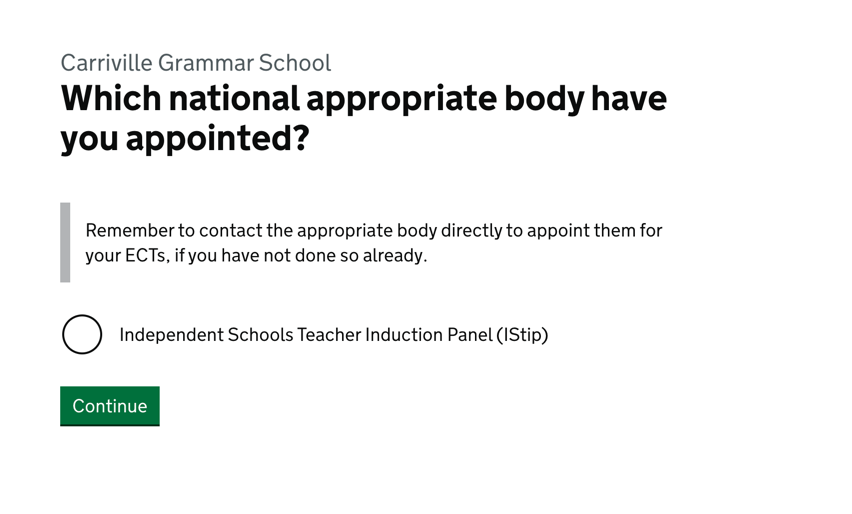 Carriville Grammar School
Which national appropriate body have
you appointed?
Remember to contact the appropriate body directly to appoint them for
your ECTs, if you have not done so already.
Independent Schools Teacher Induction Panel (IStip)
Continue